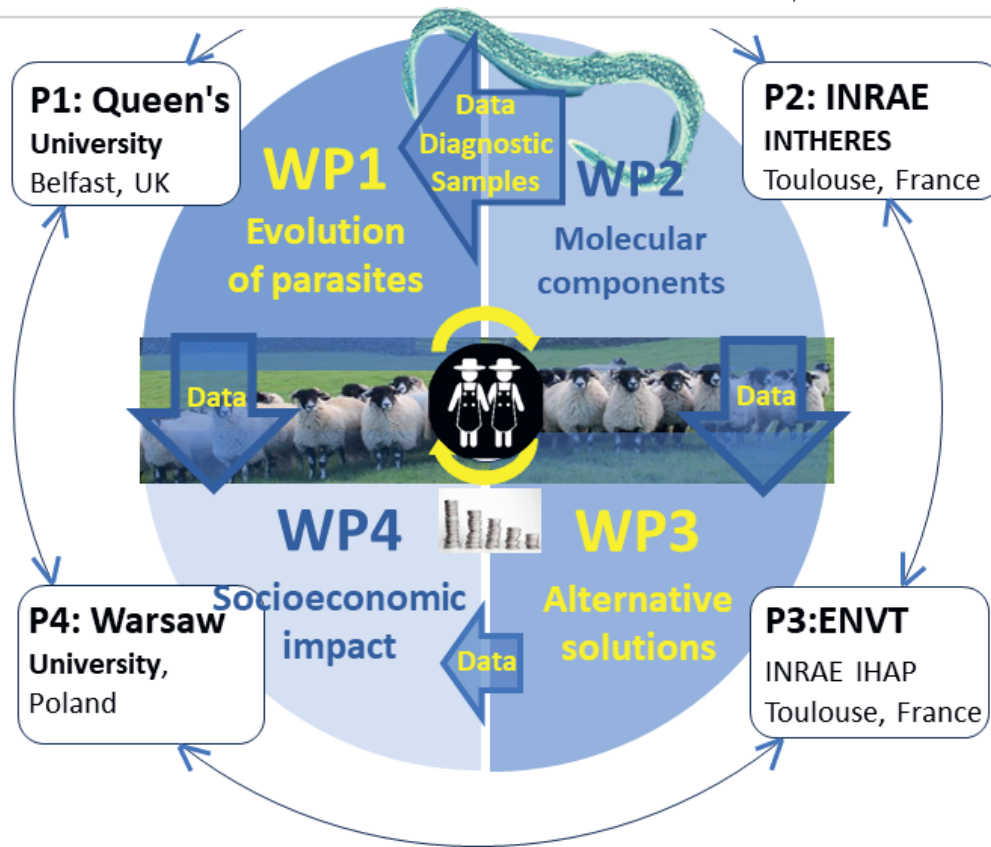 P1: Queen's
University
Belfast, UK
P2: INRAE
INTHERES
Toulouse, France
WP1
Evolution
of parasites
Data
Diagnostic
Samples
WP2
Molecular
components
Data
Data
WP4
Socioeconomic
impact
WP3
Alternative
solutions
Data
P4: Warsaw
University,
Poland
P3:ENVT
INRAE IHAP
Toulouse, France